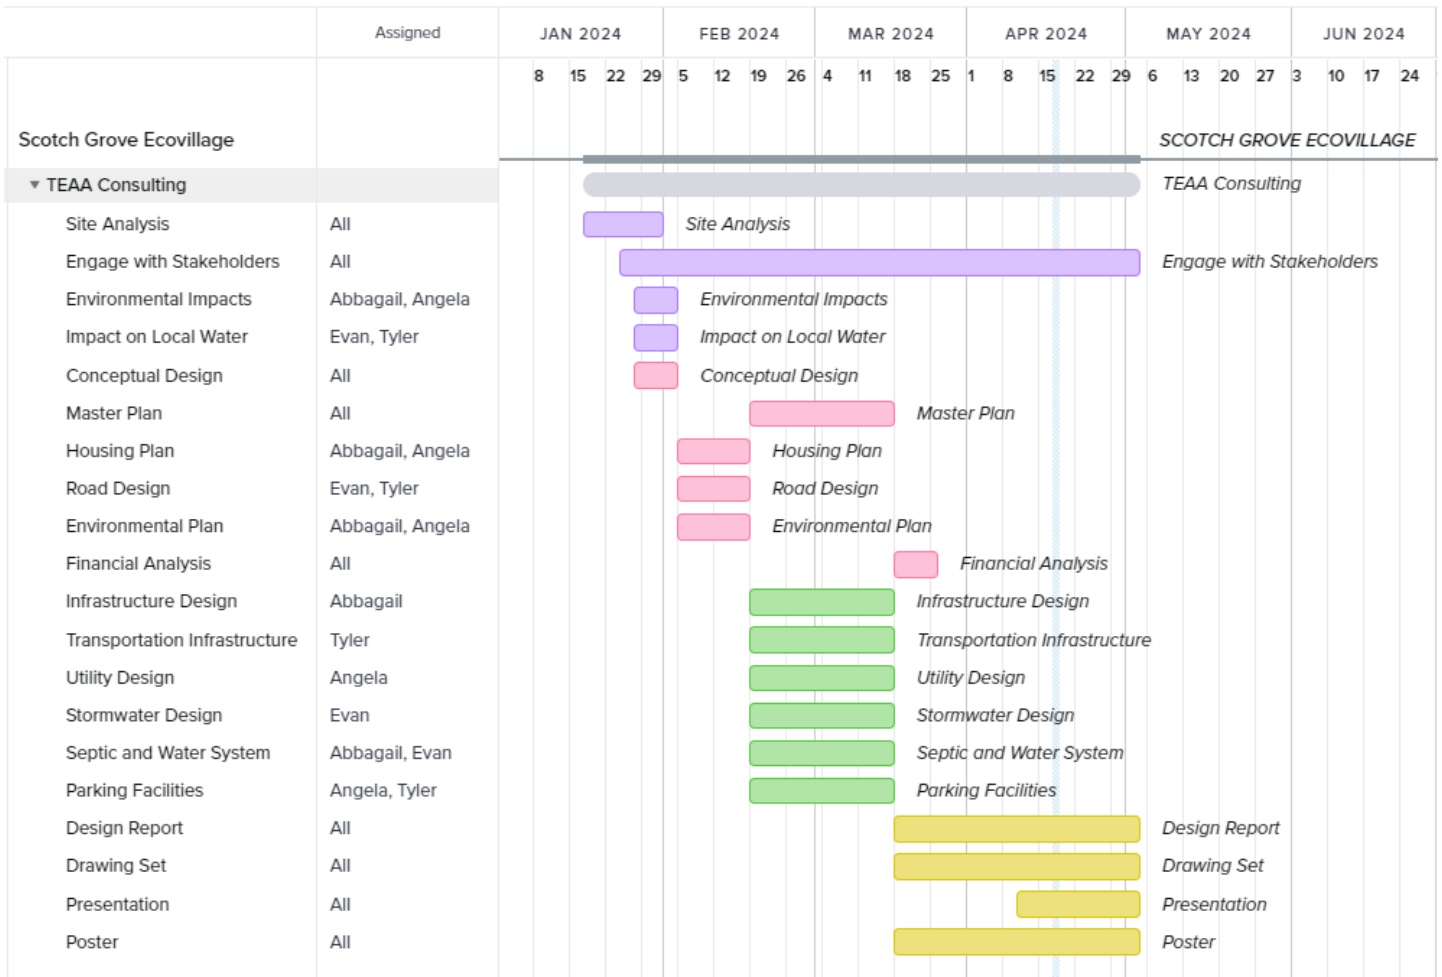 Assigned JAN 2024 FEB 2024 MAR 2024 APR 2024 MAY 2024 JUN 2024
8 15 22 29 5 12 19 26 4 11 18 25 1 8 15 22 29 6 13 20 27 3 10 17 24
Scotch Grove Ecovillage SCOTCH GROVE ECOVILLAGE
TEAA Consulting TEAA Consulting
Site Analysis All Site Analysis
Engage with Stakeholders All Engage with Stakeholders
Environmental Impacts Abbagail, Angela Environmental Impacts
Impact on Local Water Evan, Tyler Impact on Local Water
Conceptual Design All Conceptual Design
Master Plan All Master Plan
Housing Plan Abbagail, Angela Housing Plan
Road Design Evan, Tyler Road Design
Environmental Plan Abbagail, Angela Environmental Plan
Financial Analysis All Financial Analysis
Infrastructure Design Abbagail Infrastructure Design
Transportation Infrastructure Tyler Transportation Infrastructure
Utility Design Angela Utility Design
Stormwater Design Evan Stormwater Design
Septic and Water System Abbagail, Evan Septic and Water System
Parking Facilities Angela, Tyler Parking Facilities
Design Report All Design Report
Drawing Set All Drawing Set
Presentation All Presentation
Poster All Poster